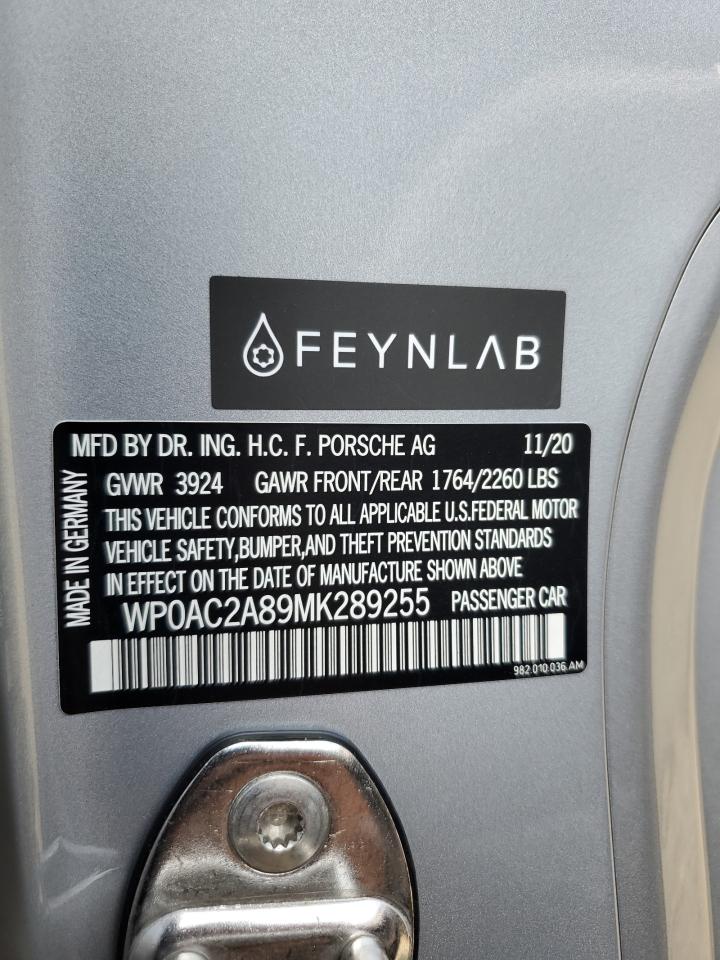 FEYNLAB
MFD BY DR. ING. H.C. F. PORSCHE AG 11/20
GVWR 3924 GAWR FRONT/REAR 1764/2260 LBS
THIS VEHICLE CONFORMS TO ALL APPLICABLE U.S.FEDERAL MOTOR
VEHICLE SAFETY,BUMPER,AND THEFT PREVENTION STANDARDS
IN EFFECT ON THE DATE OF MANUFACTURE SHOWN ABOVE
WP0AC2A89MK289255 PASSENGER CAR
982.010.036.AM
MADE IN GERMANY